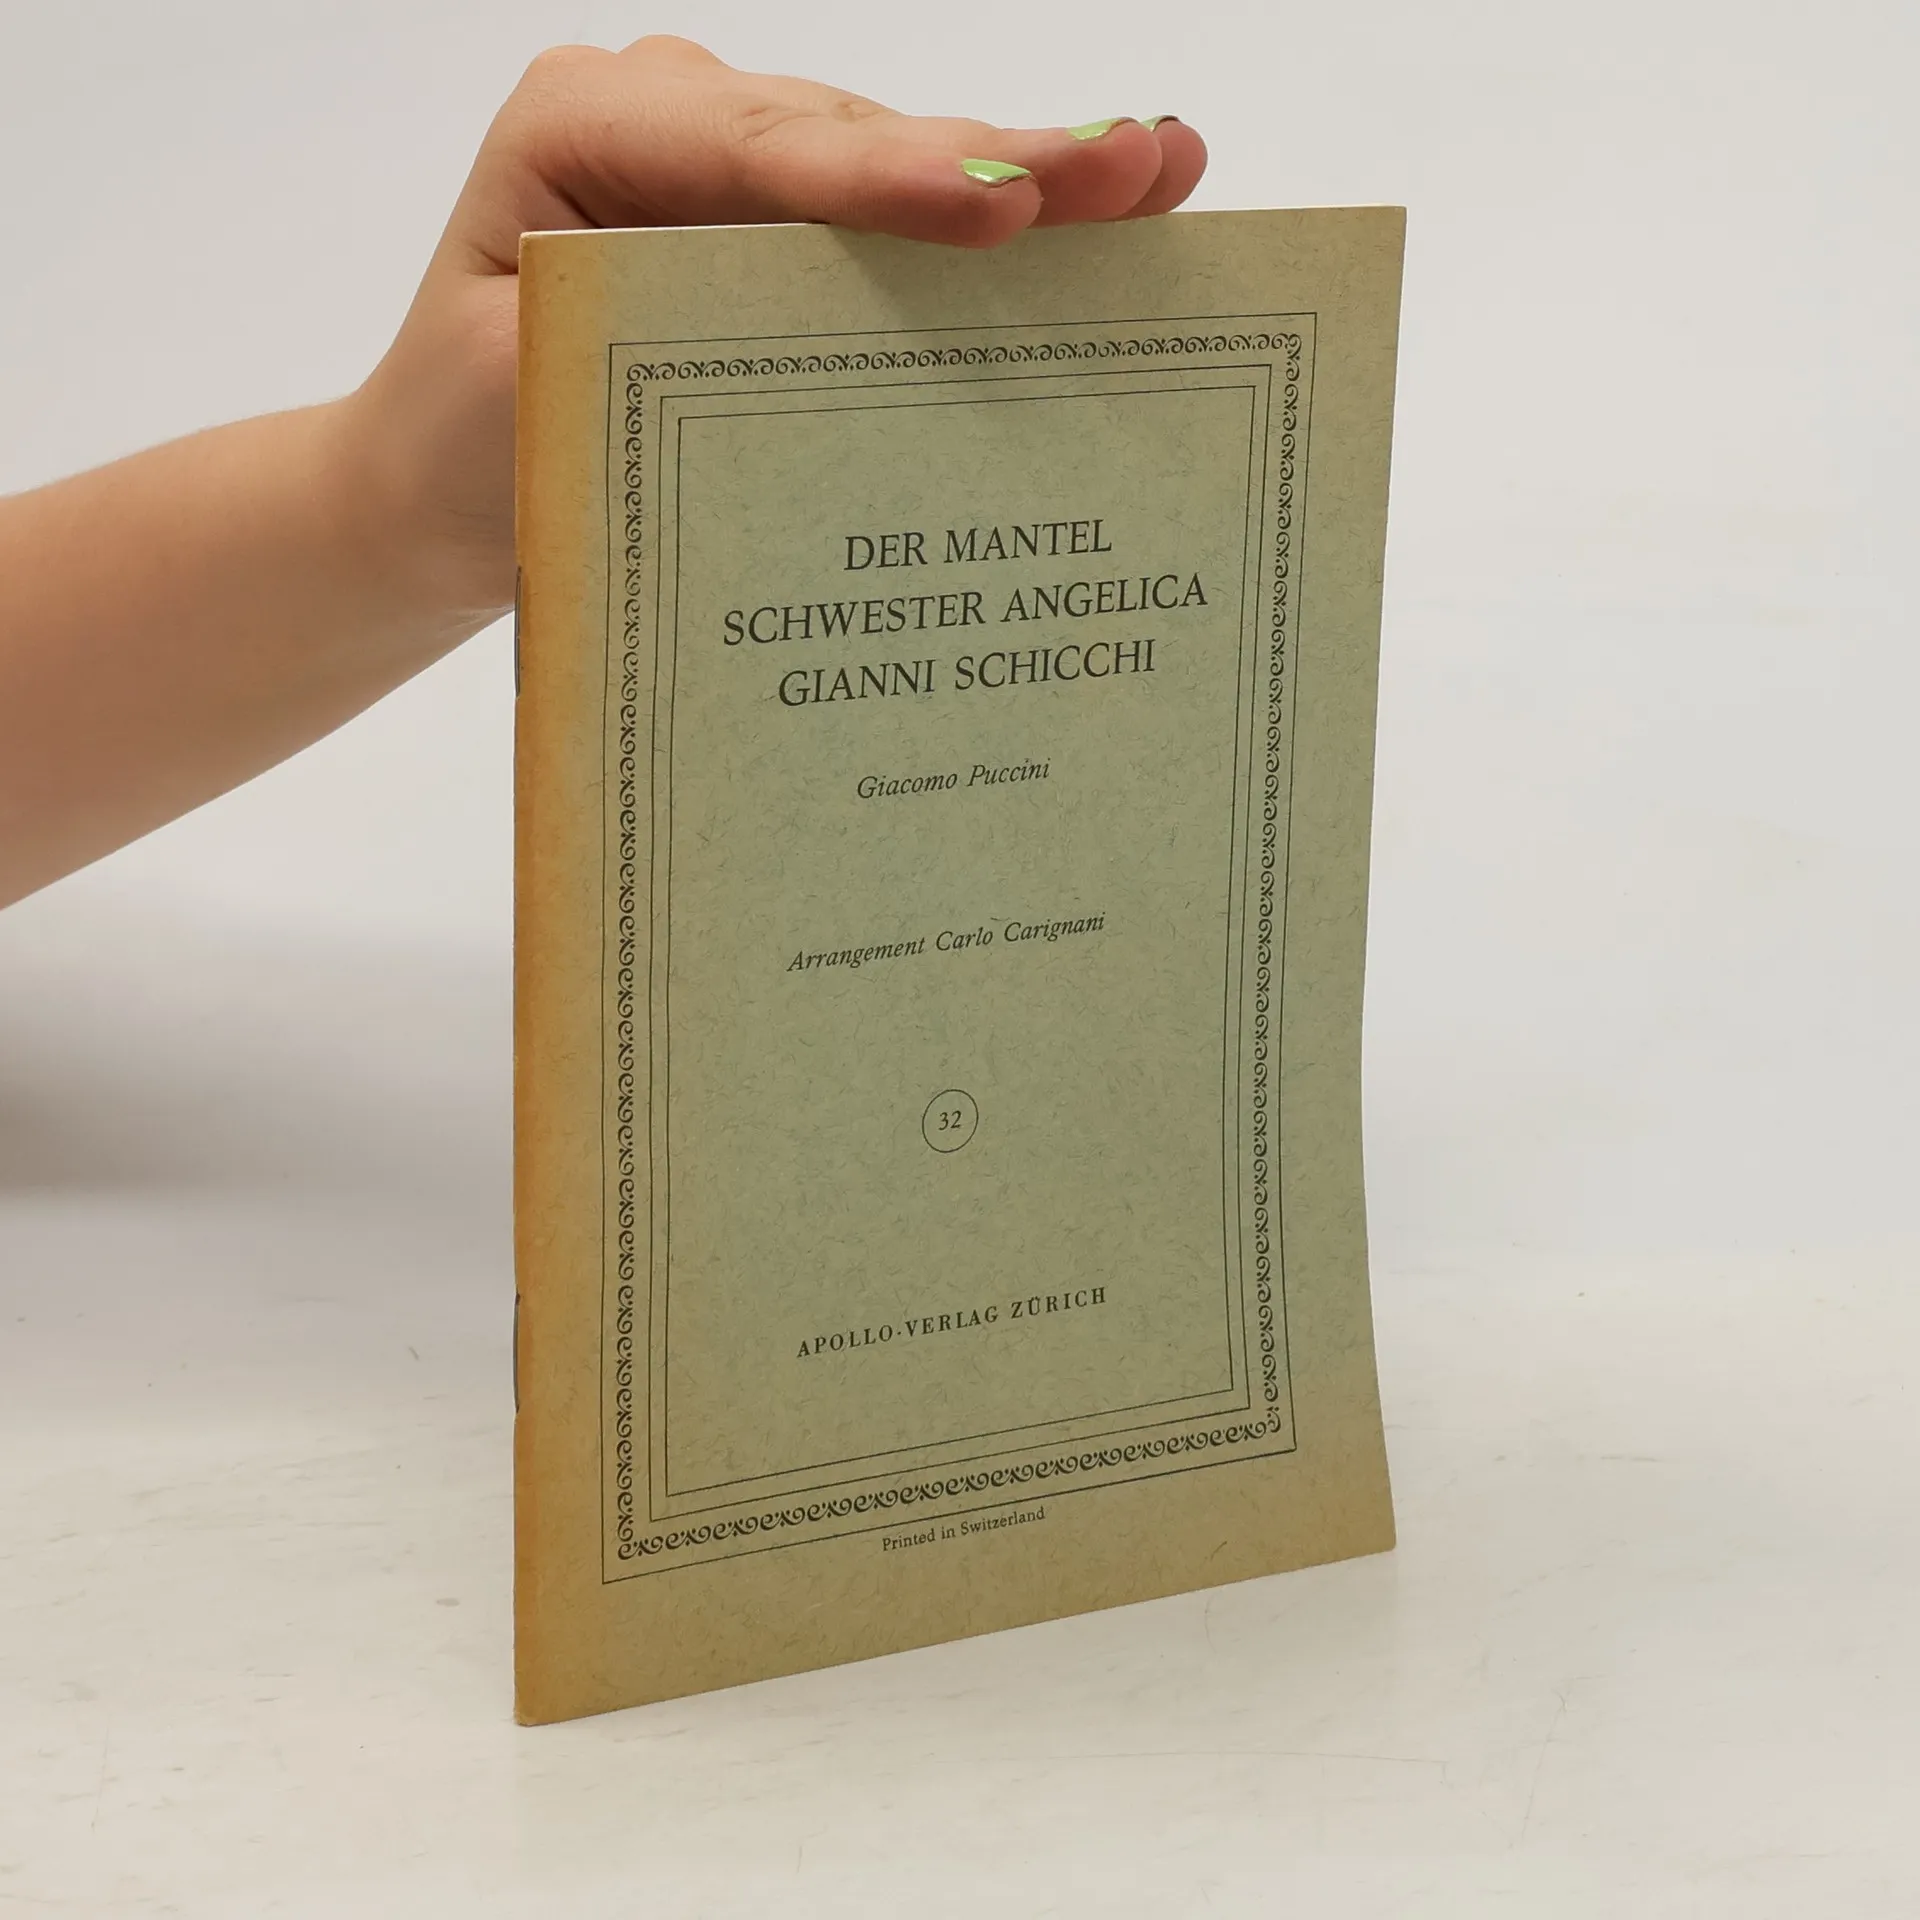 DER MANTEL
SCHWESTER ANGELICA
GIANNI SCHICCHI
Giacomo Puccini
Arrangement Carlo Carignani
32
APOLLO-VERLAG ZÜRICH
Printed in Switzerland